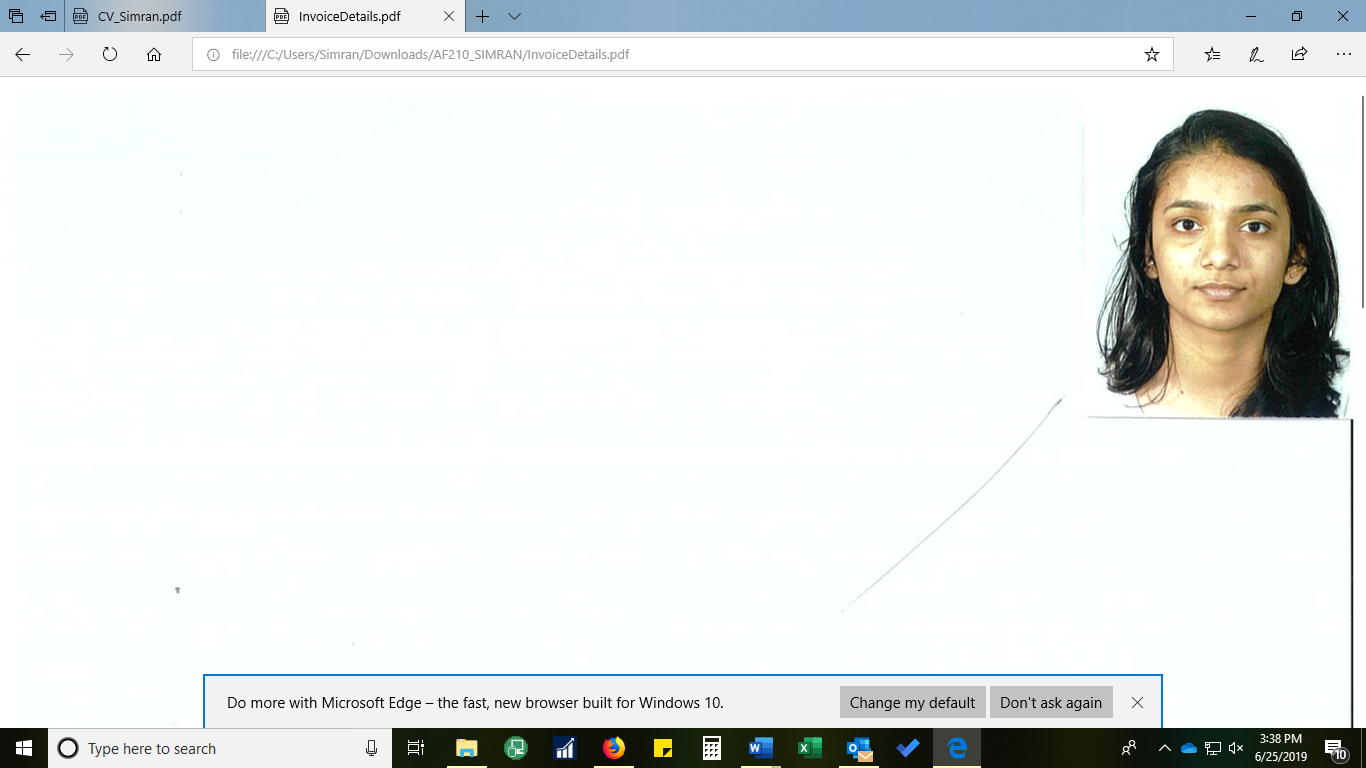 CV_Simran.pdf
InvoiceDetails.pdf
file:///C:/Users/Simran/Downloads/AF210_SIMRAN/InvoiceDetails.pdf
Do more with Microsoft Edge – the fast, new browser built for Windows 10.
Change my default
Don't ask again
Type here to search
3:38 PM
6/25/2019
10